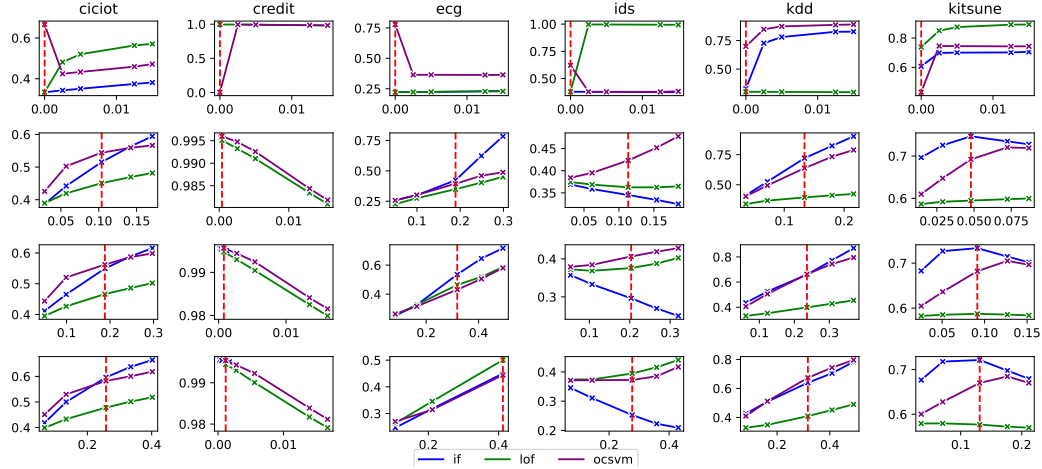 ciciot credit ecg ids kdd kitsune
0.6 1.0 0.75 1.00 0.75 0.8
0.4 0.5 0.50 0.75 0.50 0.6
0.0 0.25 0.50
0.00 0.01 0.00 0.01 0.00 0.01 0.00 0.01 0.00 0.01 0.00 0.01
0.6 0.995 0.75 0.45 0.75 0.7
0.5 0.990 0.50 0.40 0.50 0.6
0.4 0.985 0.25 0.35
0.05 0.10 0.15 0.00 0.01 0.1 0.2 0.3 0.05 0.10 0.15 0.1 0.2 0.025 0.050 0.075
0.6 0.99 0.6 0.4 0.8 0.7
0.5 0.98 0.4 0.3 0.6 0.6
0.4 0.4
0.1 0.2 0.3 0.00 0.01 0.2 0.4 0.1 0.2 0.3 0.1 0.2 0.3 0.05 0.10 0.15
0.6 0.99 0.5 0.4 0.8 0.7
0.5 0.98 0.4 0.3 0.6 0.6
0.4 0.3 0.2 0.4
0.2 0.4 0.00 0.01 0.2 0.4 0.2 0.4 0.2 0.4 0.1 0.2
if lof ocsvm